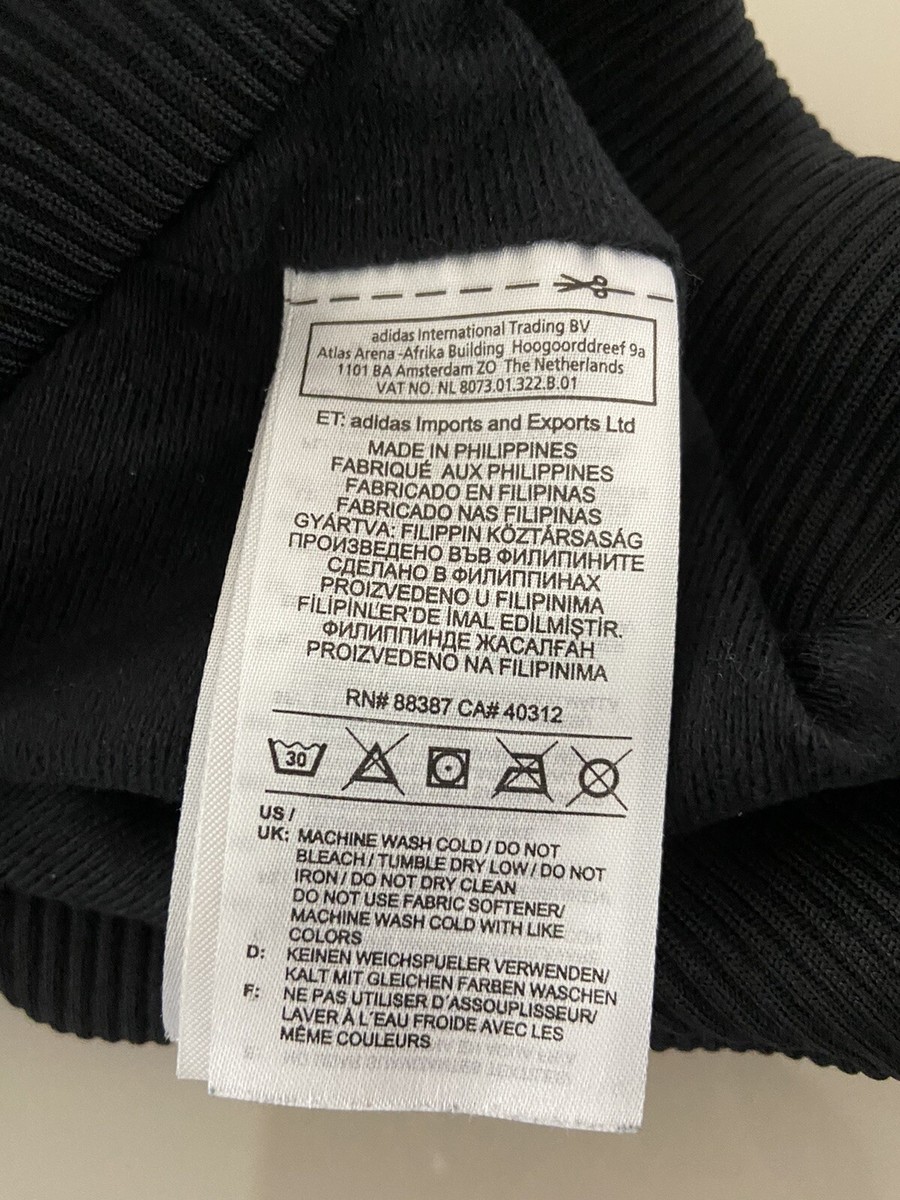 adidas International Trading BV
Atlas Arena -Afrika Building Hoogoorddreef 9a
1101 BA Amsterdam ZO The Netherlands
VAT NO. NL 8073.01.322.B.01
ET: adidas Imports and Exports Ltd
MADE IN PHILIPPINES
FABRIQUÉ AUX PHILIPPINES
FABRICADO EN FILIPINAS
FABRICADO NAS FILIPINAS
GYÁRTVA: FILIPPIN KÖZTÁRSASÁG
ПРОИЗВЕДЕНО ВЪВ ФИЛИПИНИТЕ
СДЕЛАНО В ФИЛИППИНАХ
PROIZVEDENO U FILIPINIMA
FİLİPİNLER'DE İMAL EDİLMİŞTİR.
ФИЛИППИНДЕ ЖАСАЛҒАН
PROIZVEDENO NA FILIPINIMA
RN# 88387 CA# 40312
30
US /
UK: MACHINE WASH COLD / DO NOT
BLEACH / TUMBLE DRY LOW / DO NOT
IRON / DO NOT DRY CLEAN
DO NOT USE FABRIC SOFTENER/
MACHINE WASH COLD WITH LIKE
COLORS
D: KEINEN WEICHSPUELER VERWENDEN/
KALT MIT GLEICHEN FARBEN WASCHEN
F: NE PAS UTILISER D´ASSOUPLISSEUR/
LAVER À L´EAU FROIDE AVEC LES
MÊME COULEURS